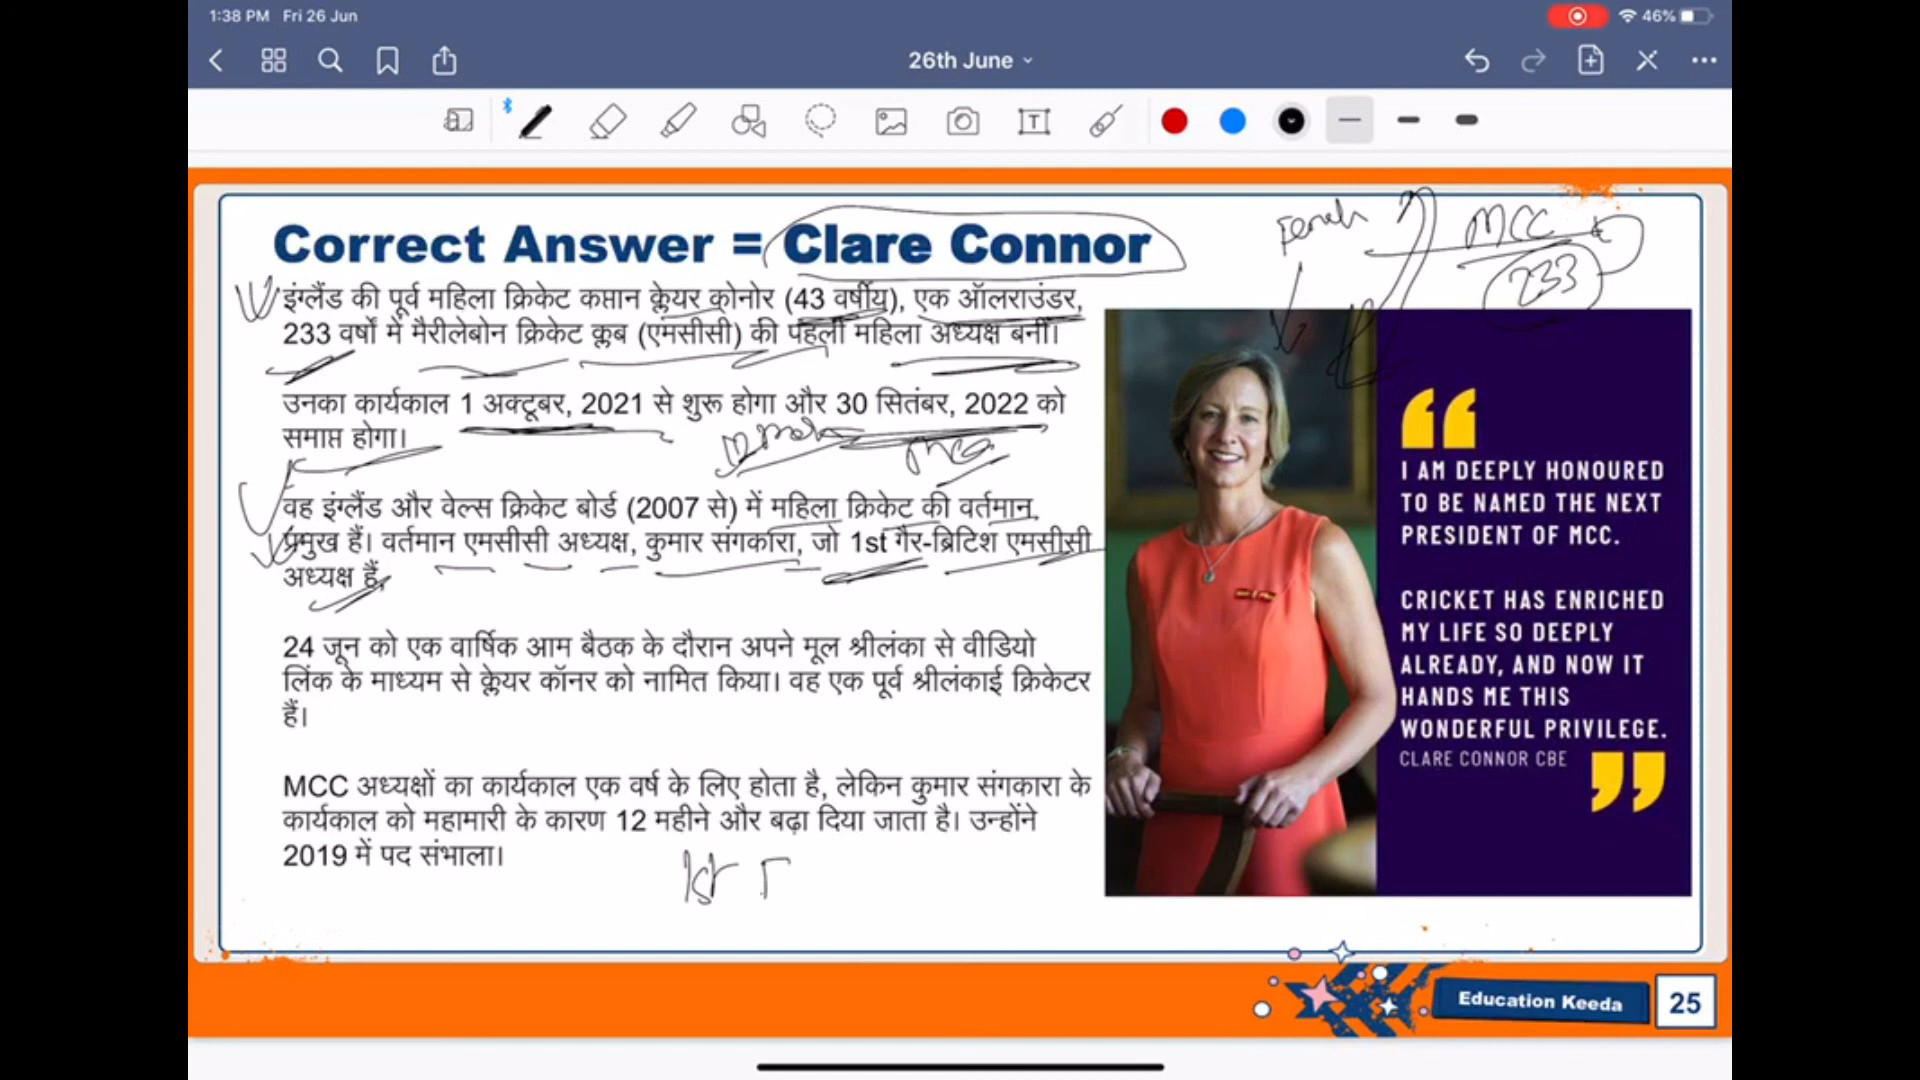 1:38 PM Fri 26 Jun
46%
26th June
T
Correct Answer = Clare Connor
MCC
233
इंग्लैंड की पूर्व महिला क्रिकेट कप्तान क्लेयर कोनोर (43 वर्षीय), एक ऑलराउंडर,
233 वर्षों में मैरीलेबोन क्रिकेट क्लब (एमसीसी) की पहली महिला अध्यक्ष बनीं।
उनका कार्यकाल 1 अक्टूबर, 2021 से शुरू होगा और 30 सितंबर, 2022 को
समाप्त होगा।
MCC
वह इंग्लैंड और वेल्स क्रिकेट बोर्ड (2007 से) में महिला क्रिकेट की वर्तमान
प्रमुख हैं। वर्तमान एमसीसी अध्यक्ष, कुमार संगकारा, जो 1st गैर-ब्रिटिश एमसीसी
अध्यक्ष हैं,
24 जून को एक वार्षिक आम बैठक के दौरान अपने मूल श्रीलंका से वीडियो
लिंक के माध्यम से क्लेयर कॉनर को नामित किया। वह एक पूर्व श्रीलंकाई क्रिकेटर
हैं।
MCC अध्यक्षों का कार्यकाल एक वर्ष के लिए होता है, लेकिन कुमार संगकारा के
कार्यकाल को महामारी के कारण 12 महीने और बढ़ा दिया जाता है। उन्होंने
2019 में पद संभाला।
1st
I AM DEEPLY HONOURED
TO BE NAMED THE NEXT
PRESIDENT OF MCC.
CRICKET HAS ENRICHED
MY LIFE SO DEEPLY
ALREADY, AND NOW IT
HANDS ME THIS
WONDERFUL PRIVILEGE.
CLARE CONNOR CBE
Education Keeda
25